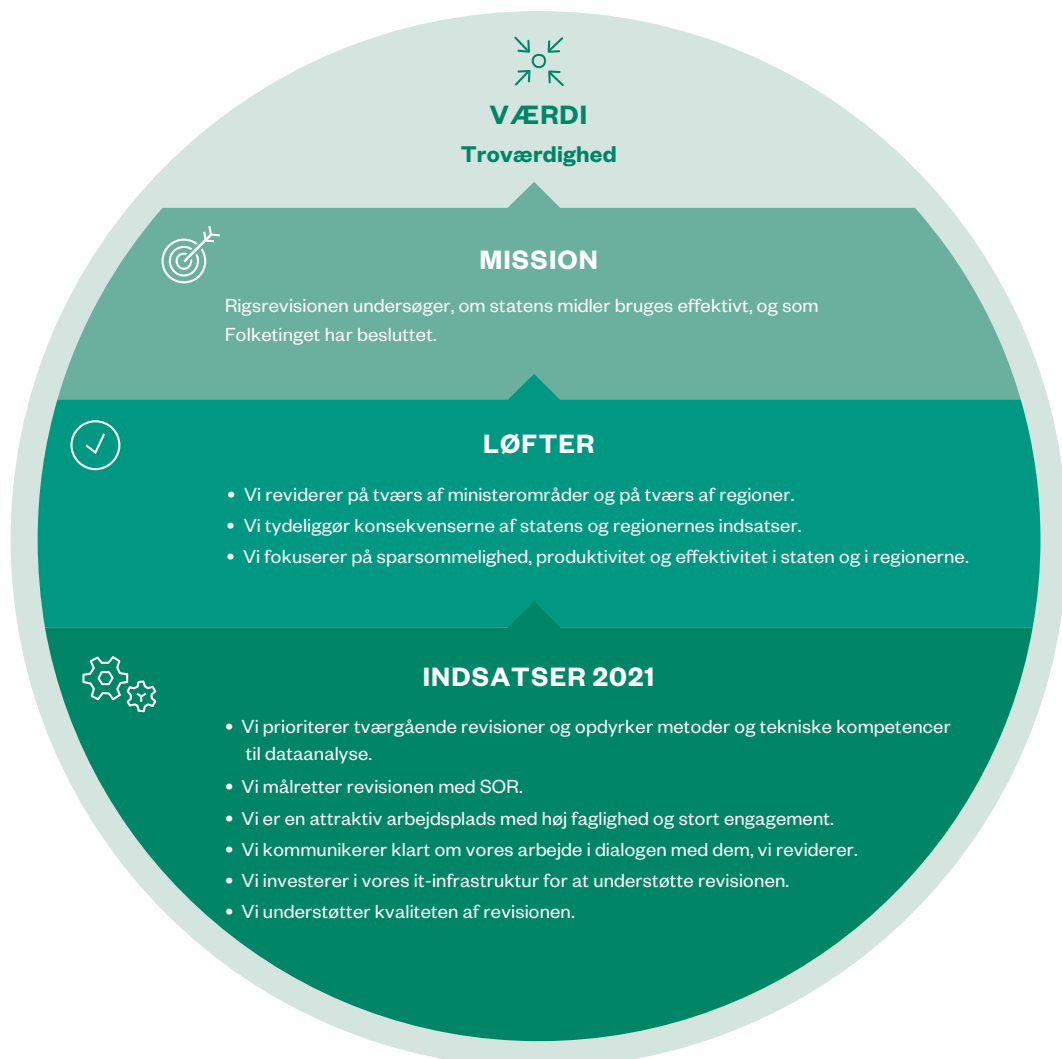 VÆRDI
Troværdighed
MISSION
Rigsrevisionen undersøger, om statens midler bruges effektivt, og som
Folketinget har besluttet.
LØFTER
• Vi reviderer på tværs af ministerområder og på tværs af regioner.
• Vi tydeliggør konsekvenserne af statens og regionernes indsatser.
• Vi fokuserer på sparsommelighed, produktivitet og effektivitet i staten og i regionerne.
INDSATSER 2021
• Vi prioriterer tværgående revisioner og opdyrker metoder og tekniske kompetencer
til dataanalyse.
• Vi målretter revisionen med SOR.
• Vi er en attraktiv arbejdsplads med høj faglighed og stort engagement.
• Vi kommunikerer klart om vores arbejde i dialogen med dem, vi reviderer.
• Vi investerer i vores it-infrastruktur for at understøtte revisionen.
• Vi understøtter kvaliteten af revisionen.